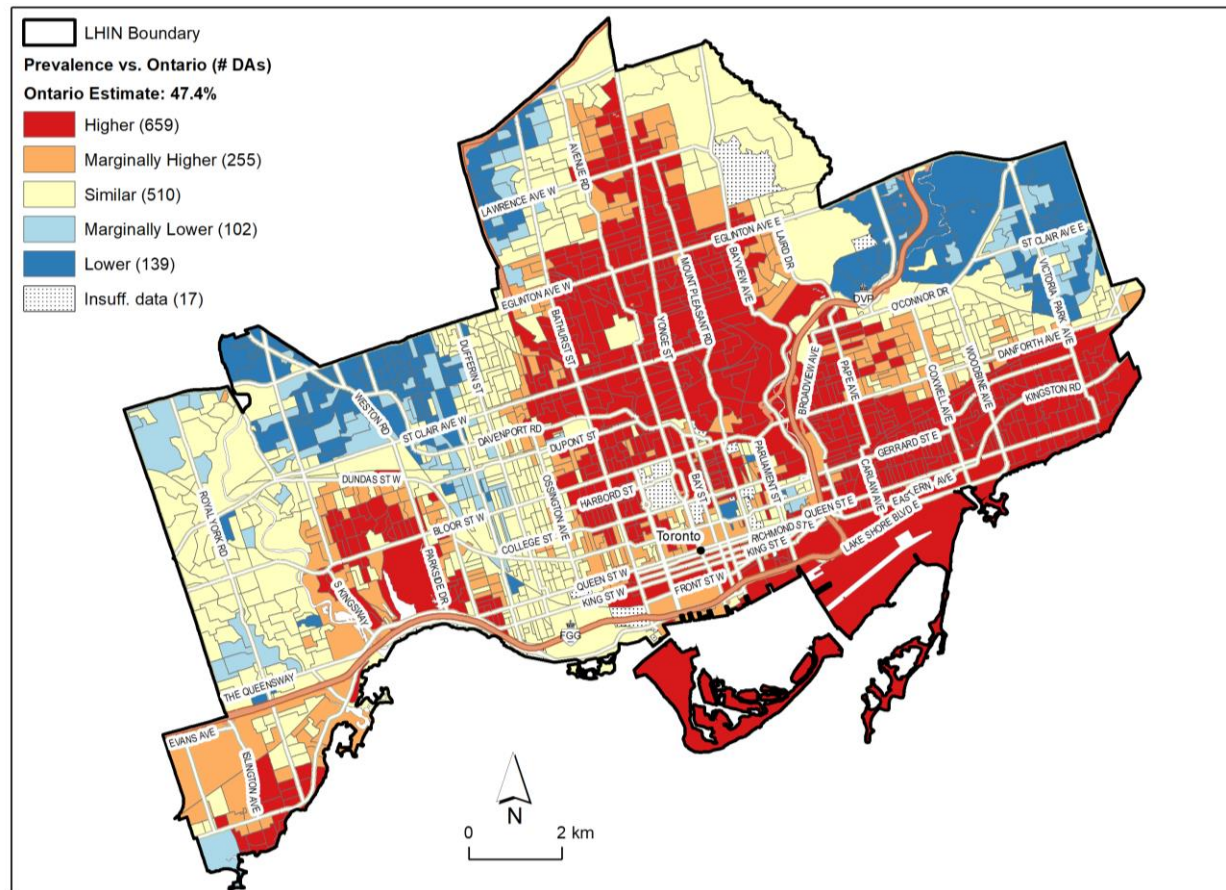 LHIN Boundary
Prevalence vs. Ontario (# DAs)
Ontario Estimate: 47.4%
Higher (659)
Marginally Higher (255)
Similar (510)
Marginally Lower (102)
Lower (139)
Insuff. data (17)
AVENUE RD
LAWRENCE AVE W
EGLINTON AVE E
LAIRD DR
BAYVIEW AVE
MOUNT PLEASANT RD
YONGE ST
EGLINTON AVE W
BATHURST ST
DUFFERIN ST
ST CLAIR AVE E
VICTORIA PARK AVE
DVP
O'CONNOR DR
DANFORTH AVE
WOODBINE AVE
COXWELL AVE
KINGSTON RD
BROADVIEW AVE
PAPE AVE
WESTON RD
ST CLAIR AVE W
DAVENPORT RD
DUPONT ST
GERRARD ST E
CARLAW AVE
PARLIAMENT ST
BAY ST
HARBORD ST
DUNDAS ST W
ROYAL YORK RD
BLOOR ST W
OSSINGTON AVE
COLLEGE ST
QUEEN ST E
EASTERN AVE
RICHMOND ST E
KING ST E
LAKE SHORE BLVD E
Toronto
QUEEN ST W
KING ST W
FRONT ST W
PARKSIDE DR
S KINGSWAY
FGG
THE QUEENSWAY
EVANS AVE
ISLINGTON AVE
N
0 2 km